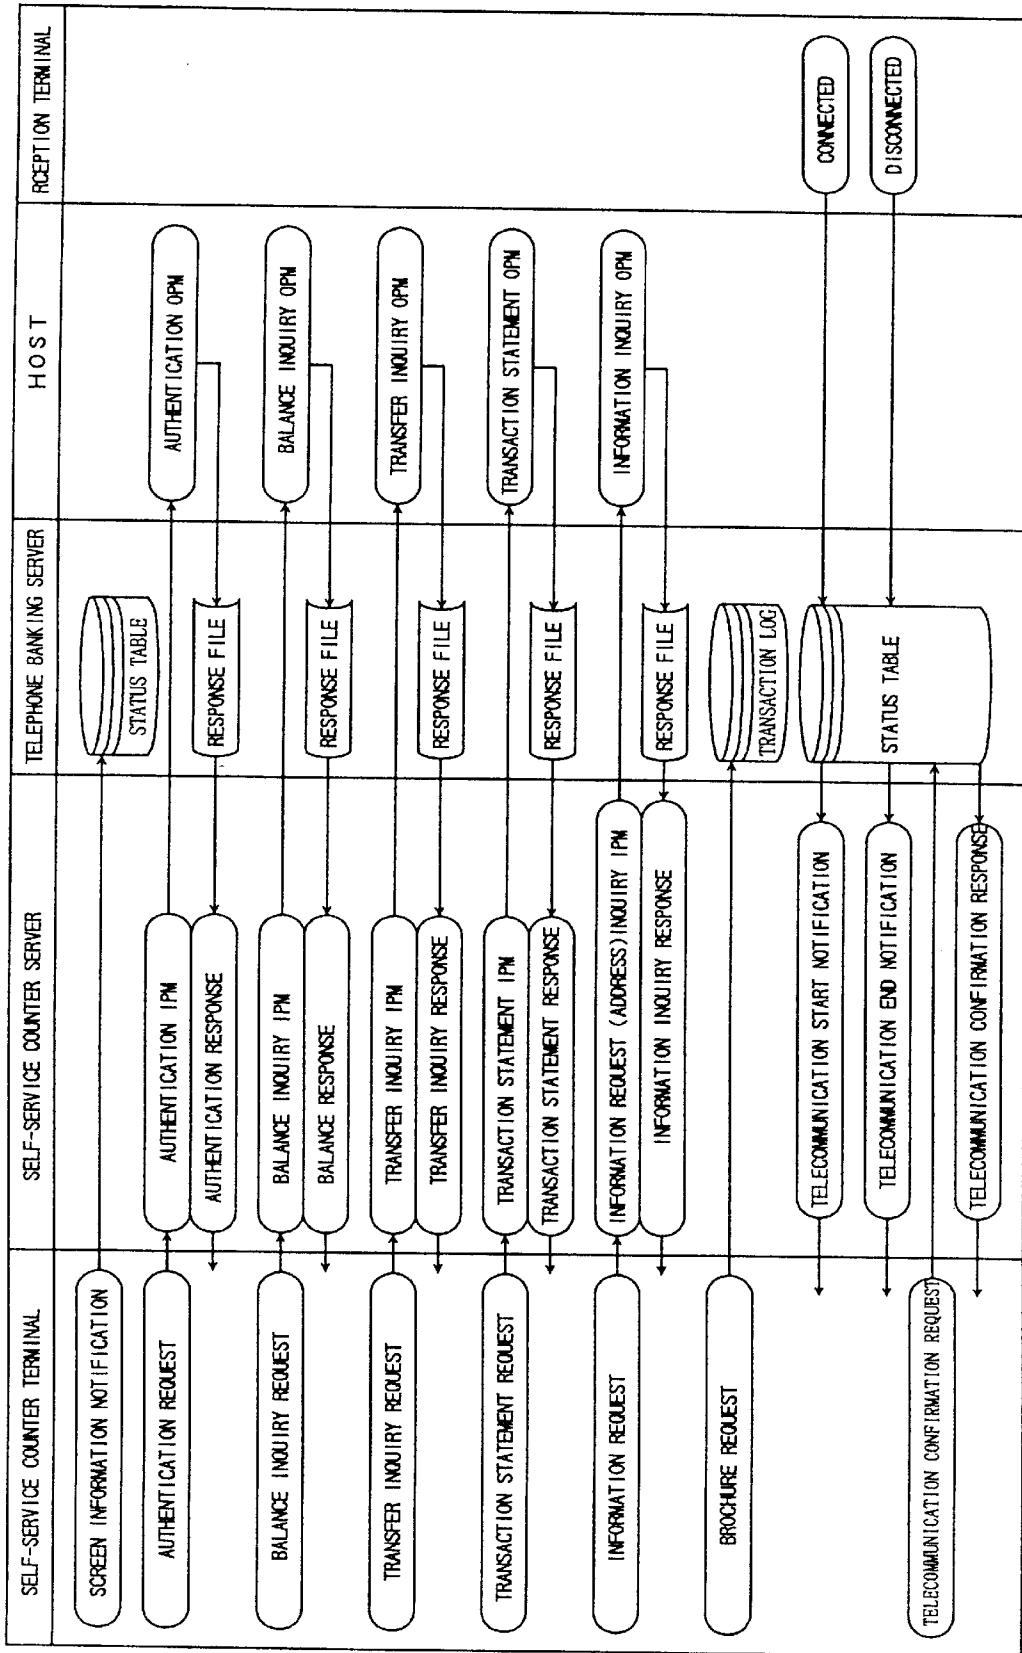 SELF-SERVICE COUNTER TERMINAL
SELF-SERVICE COUNTER SERVER
TELEPHONE BANKING SERVER
HOST
RCEPTION TERMINAL
SCREEN INFORMATION NOTIFICATION
STATUS TABLE
AUTHENTICATION REQUEST
AUTHENTICATION IPM
AUTHENTICATION OPM
AUTHENTICATION RESPONSE
RESPONSE FILE
BALANCE INQUIRY REQUEST
BALANCE INQUIRY IPM
BALANCE INQUIRY OPM
BALANCE RESPONSE
RESPONSE FILE
TRANSFER INQUIRY REQUEST
TRANSFER INQUIRY IPM
TRANSFER INQUIRY OPM
TRANSFER INQUIRY RESPONSE
RESPONSE FILE
TRANSACTION STATEMENT REQUEST
TRANSACTION STATEMENT IPM
TRANSACTION STATEMENT OPM
TRANSACTION STATEMENT RESPONSE
RESPONSE FILE
INFORMATION REQUEST
INFORMATION REQUEST (ADDRESS)INQUIRY IPM
INFORMATION INQUIRY OPM
INFORMATION INQUIRY RESPONSE
RESPONSE FILE
BROCHURE REQUEST
TRANSACTION LOG
TELECOMMUNICATION START NOTIFICATION
CONNECTED
TELECOMMUNICATION END NOTIFICATION
STATUS TABLE
DISCONNECTED
TELECOMMUNICATION CONFIRMATION REQUEST
TELECOMMUNICATION CONFIRMATION RESPONSE